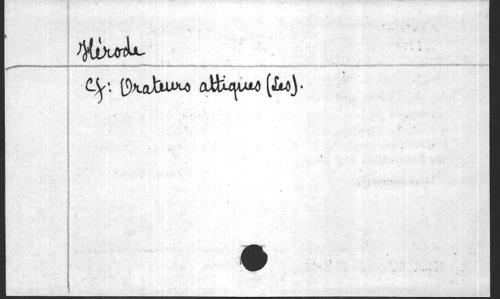 Hérode
Cf: Orateurs attiques (Les).